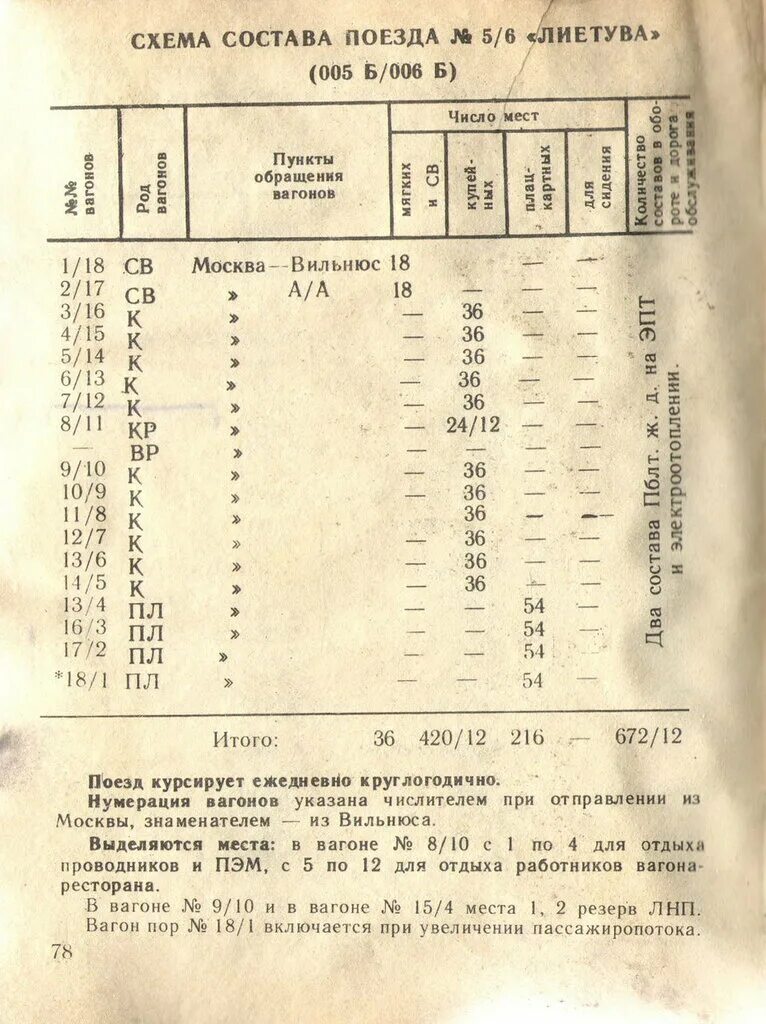 СХЕМА СОСТАВА ПОЕЗДА № 5/6 «ЛИЕТУВА»
(005 Б/006 Б)
№№ вагонов
Род вагонов
Пункты обращения вагонов
Число мест
мягких и СВ
купей-ных
плац-картных
для сидения
Количество составов в обо-роте и дорога обслуживания
1/18 СВ Москва—Вильнюс 18 — —
2/17 СВ » А/А 18 — — —
3/16 К » — 36 — —
4/15 К » — 36 — —
5/14 К » — 36 — —
6/13 К » — 36 — —
7/12 К » — 36 — —
8/11 КР » — 24/12 — —
— ВР » — — — —
9/10 К » — 36 — —
10/9 К » — 36 — —
11/8 К » 36 — —
12/7 К » — 36 — —
13/6 К » — 36 — —
14/5 К » — 36 — —
13/4 ПЛ » — — 54 —
16/3 ПЛ » — — 54 —
17/2 ПЛ » — — 54 —
*18/1 ПЛ » — — 54 —
Два состава Пблт. ж. д. на ЭПТ
и электроотоплении.
Итого: 36 420/12 216 — 672/12
Поезд курсирует ежедневно круглогодично.
Нумерация вагонов указана числителем при отправлении из
Москвы, знаменателем — из Вильнюса.
Выделяются места: в вагоне № 8/10 с 1 по 4 для отдыха
проводников и ПЭМ, с 5 по 12 для отдыха работников вагона-
ресторана.
В вагоне № 9/10 и в вагоне № 15/4 места 1, 2 резерв ЛНП.
Вагон пор № 18/1 включается при увеличении пассажиропотока.
78